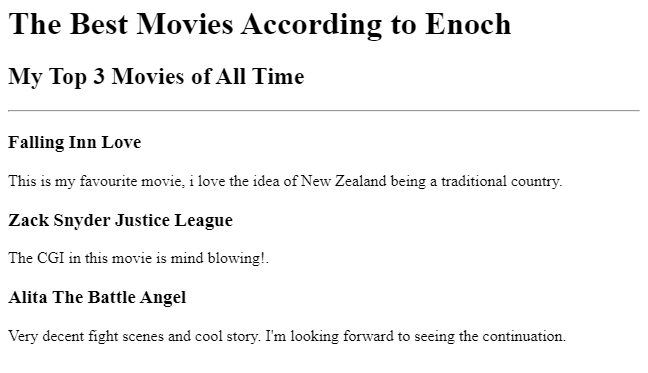 The Best Movies According to Enoch
My Top 3 Movies of All Time
Falling Inn Love
This is my favourite movie, i love the idea of New Zealand being a traditional country.
Zack Snyder Justice League
The CGI in this movie is mind blowing!.
Alita The Battle Angel
Very decent fight scenes and cool story. I'm looking forward to seeing the continuation.